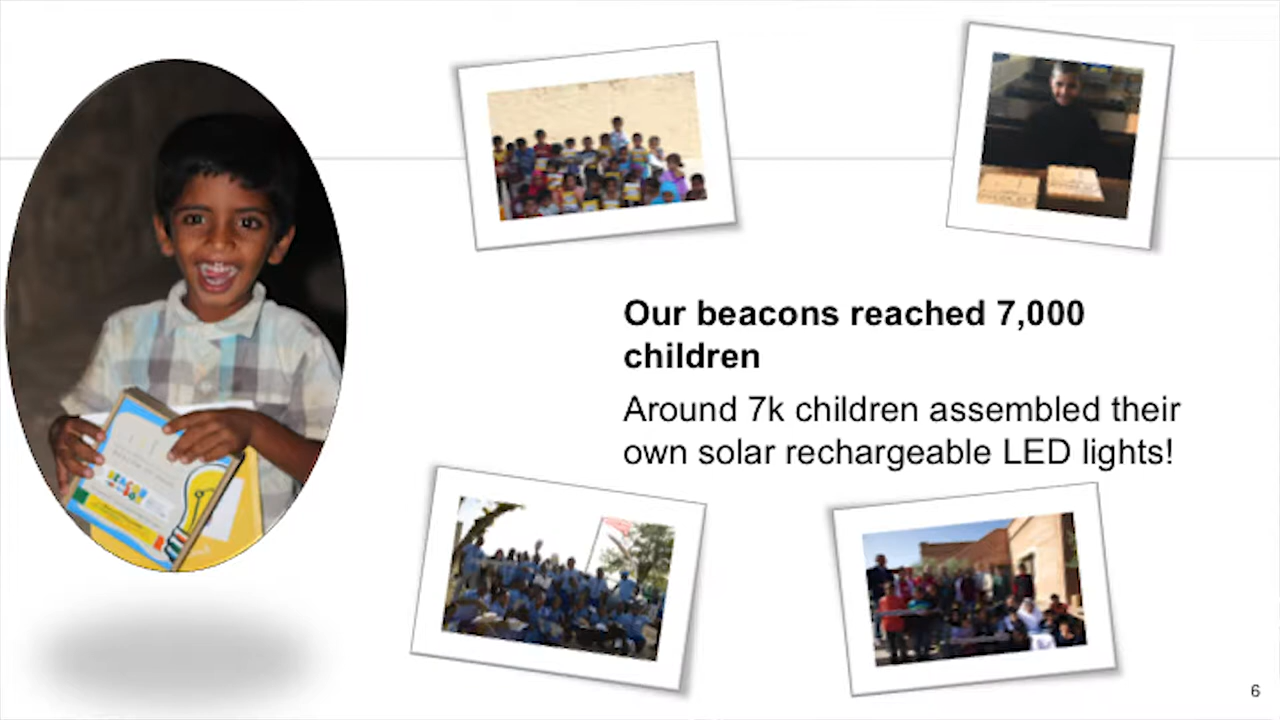 Our beacons reached 7,000
children
Around 7k children assembled their
own solar rechargeable LED lights!
6